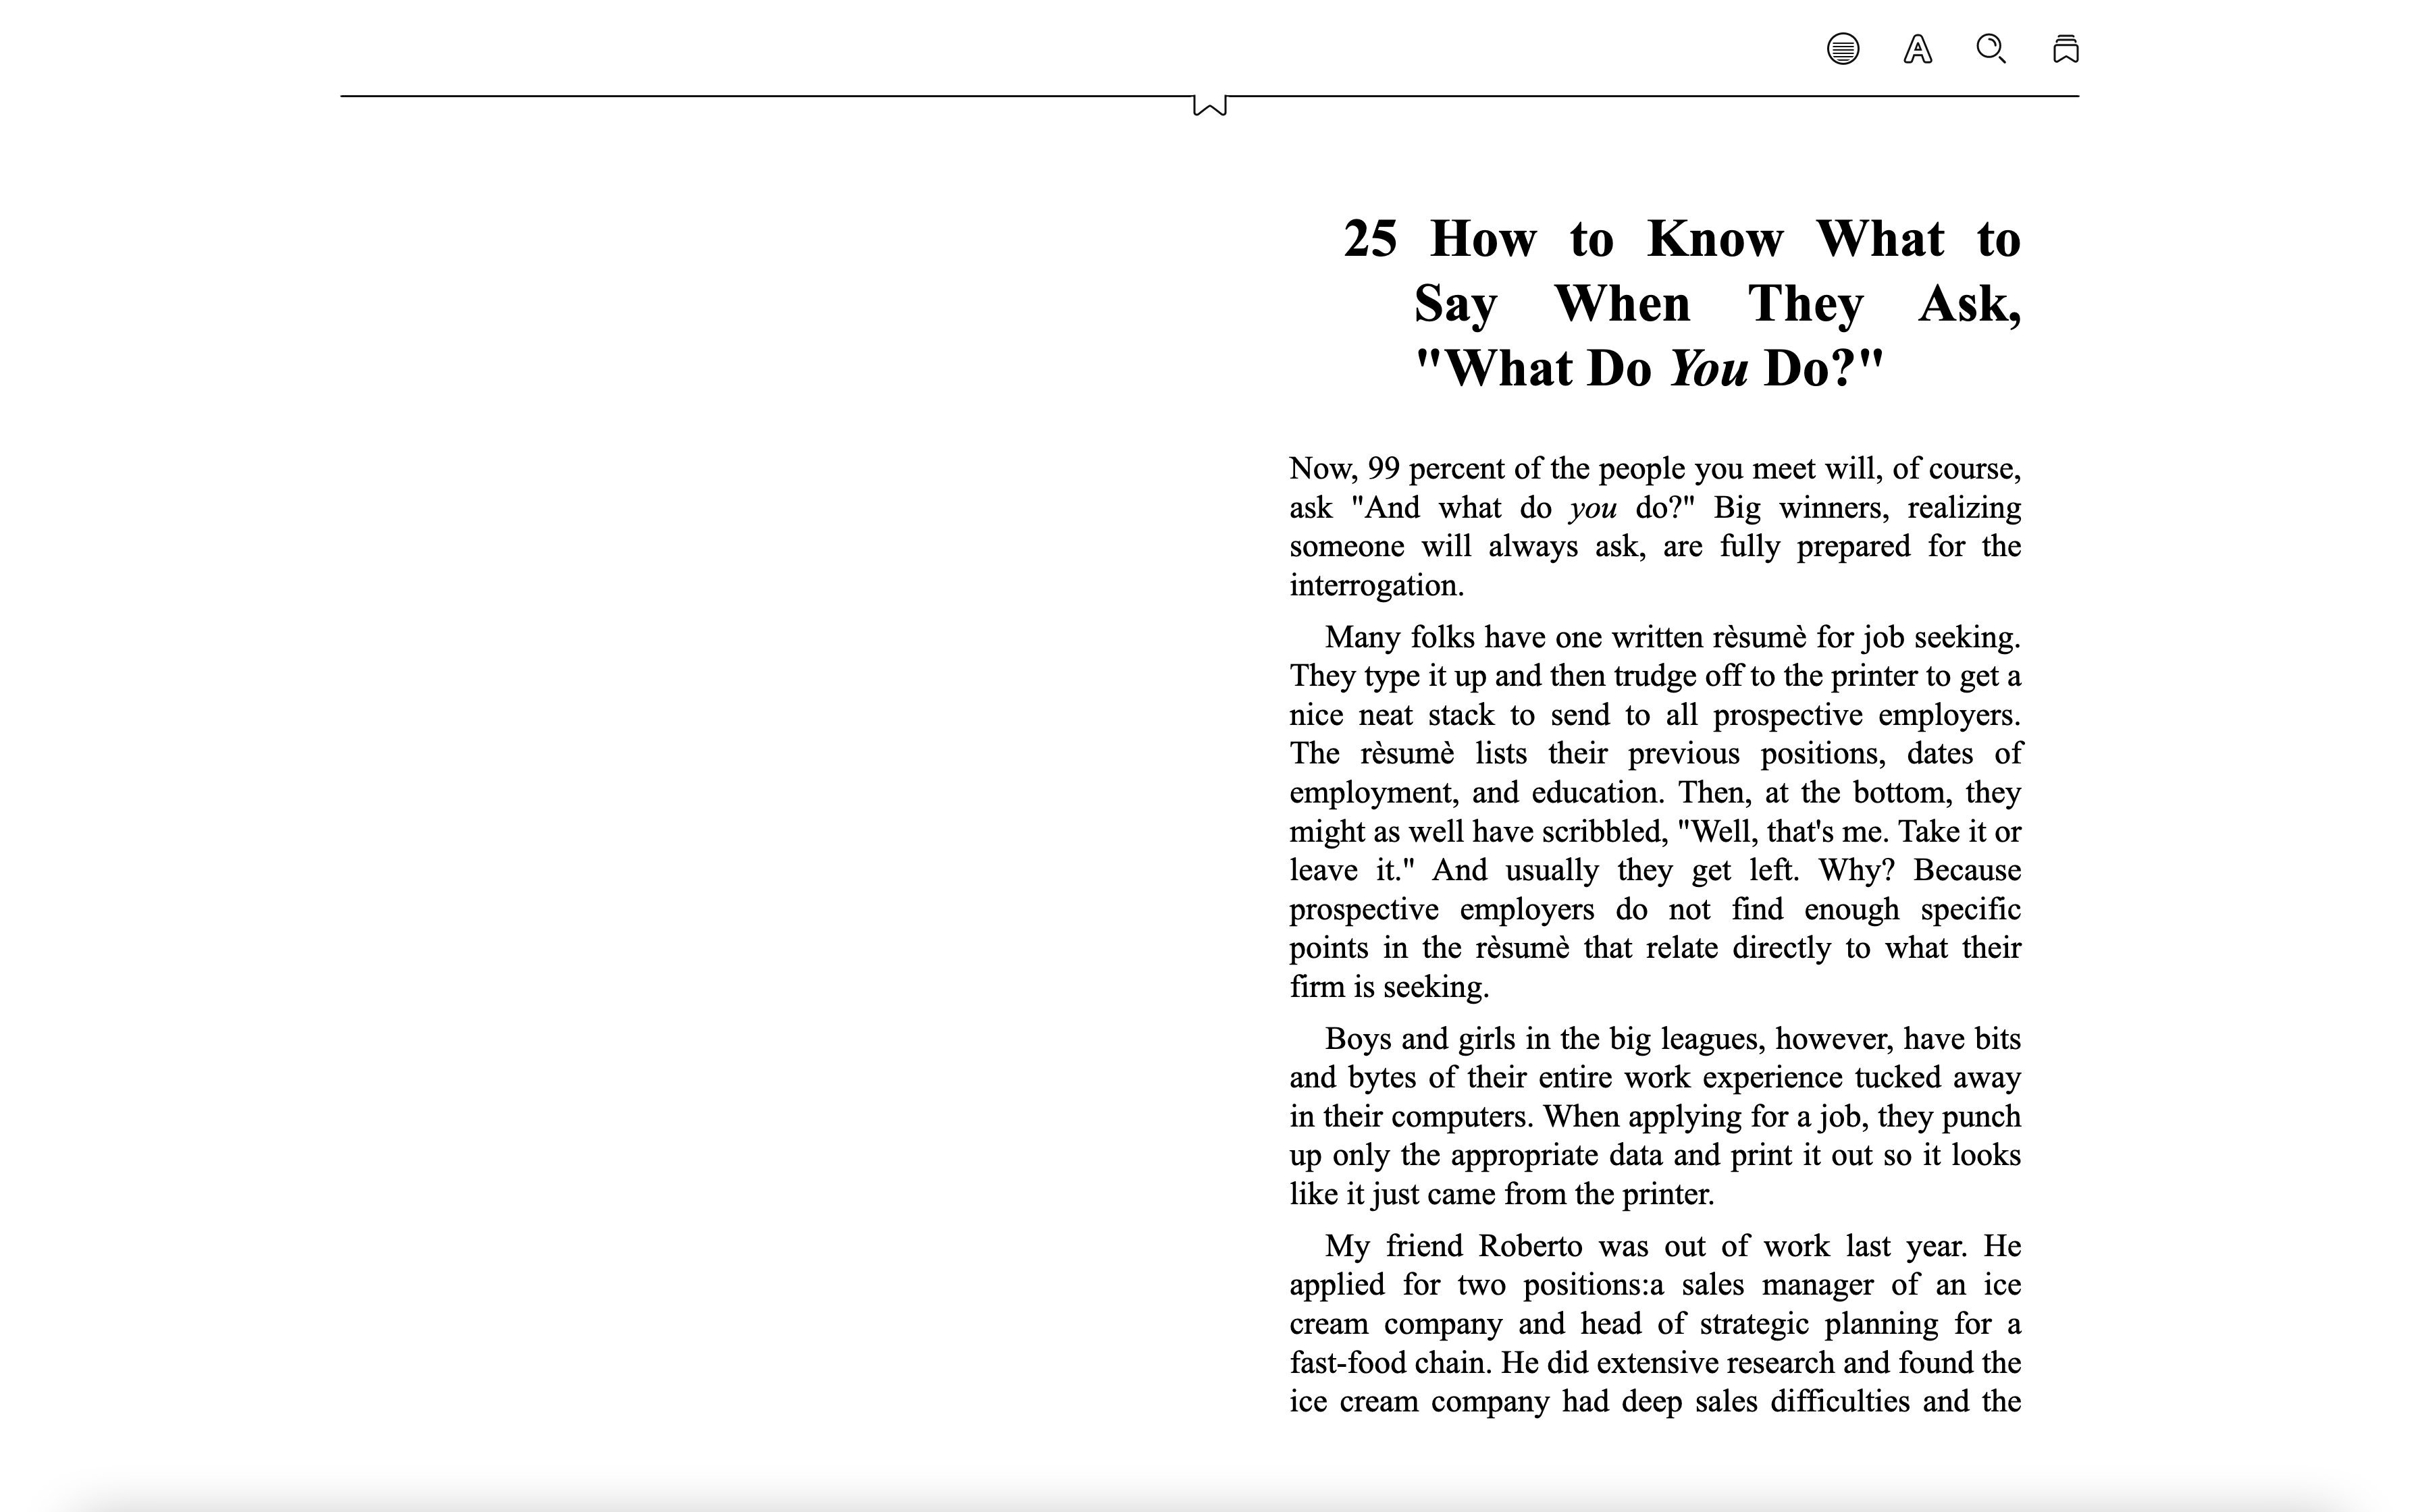 25 How to Know What to
Say When They Ask,
"What Do You Do?"
Now, 99 percent of the people you meet will, of course,
ask "And what do you do?" Big winners, realizing
someone will always ask, are fully prepared for the
interrogation.
Many folks have one written rèsumè for job seeking.
They type it up and then trudge off to the printer to get a
nice neat stack to send to all prospective employers.
The rèsumè lists their previous positions, dates of
employment, and education. Then, at the bottom, they
might as well have scribbled, "Well, that's me. Take it or
leave it." And usually they get left. Why? Because
prospective employers do not find enough specific
points in the rèsumè that relate directly to what their
firm is seeking.
Boys and girls in the big leagues, however, have bits
and bytes of their entire work experience tucked away
in their computers. When applying for a job, they punch
up only the appropriate data and print it out so it looks
like it just came from the printer.
My friend Roberto was out of work last year. He
applied for two positions:a sales manager of an ice
cream company and head of strategic planning for a
fast-food chain. He did extensive research and found the
ice cream company had deep sales difficulties and the